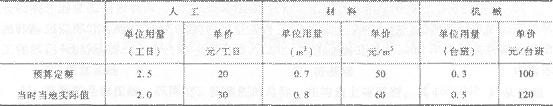 人 工 材 料 机 械
单位用量 单价 单位用量 单价 单位用量 单价
（工日） 元/工日 （m³） 元/m³ （台班） 元/台班
预算定额 2.5 20 0.7 50 0.3 100
当时当地实际值 2.0 30 0.8 60 0.5 120